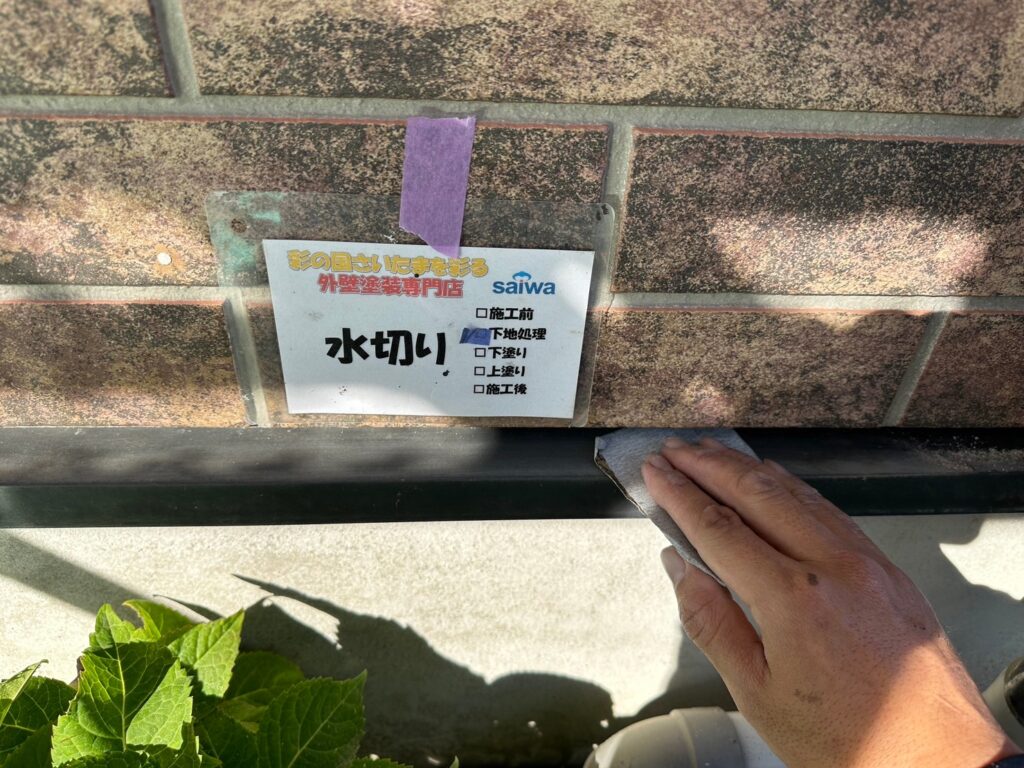 彩の国さいたまを彩る
外壁塗装専門店
saiwa
水切り
□施工前
下地処理
□下塗り
□上塗り
□施工後